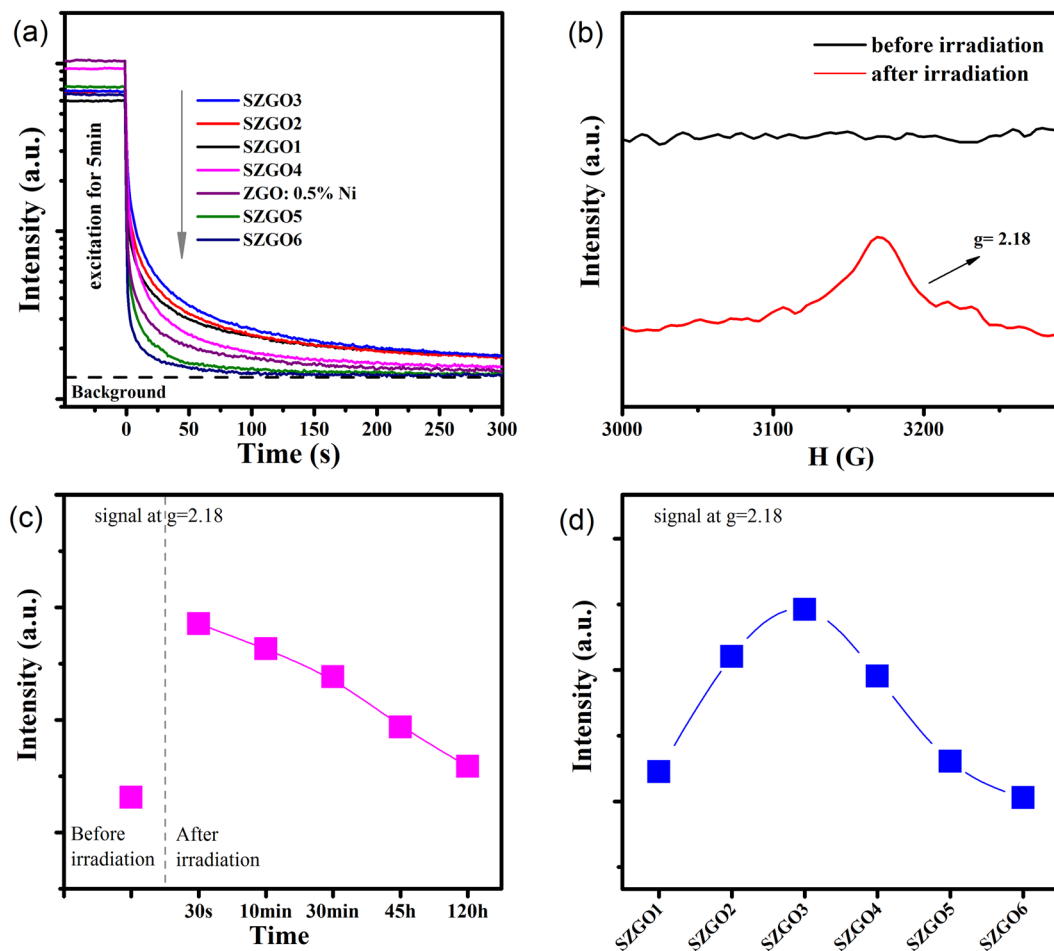 (a)
Intensity (a.u.)
excitation for 5min
SZGO3
SZGO2
SZGO1
SZGO4
ZGO: 0.5% Ni
SZGO5
SZGO6
Background
0 50 100 150 200 250 300
Time (s)
(b)
Intensity (a.u.)
before irradiation
after irradiation
g= 2.18
3000 3100 3200
H (G)
(c)
signal at g=2.18
Intensity (a.u.)
Before
irradiation
After
irradiation
30s 10min 30min 45h 120h
Time
(d)
signal at g=2.18
Intensity (a.u.)
SZGO1
SZGO2
SZGO3
SZGO4
SZGO5
SZGO6